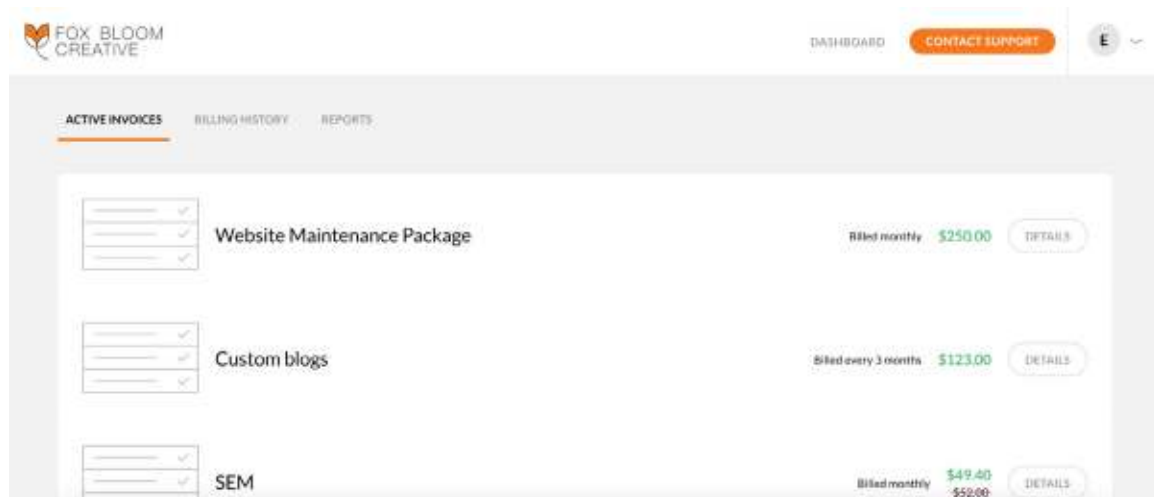 FOX BLOOM
CREATIVE
DASHBOARD
CONTACT SUPPORT
E
ACTIVE INVOICES
BILLING HISTORY
REPORTS
Website Maintenance Package
Billed monthly $250.00 DETAILS
Custom blogs
Billed every 3 months $123.00 DETAILS
SEM
Billed monthly $49.40 DETAILS
$52.00